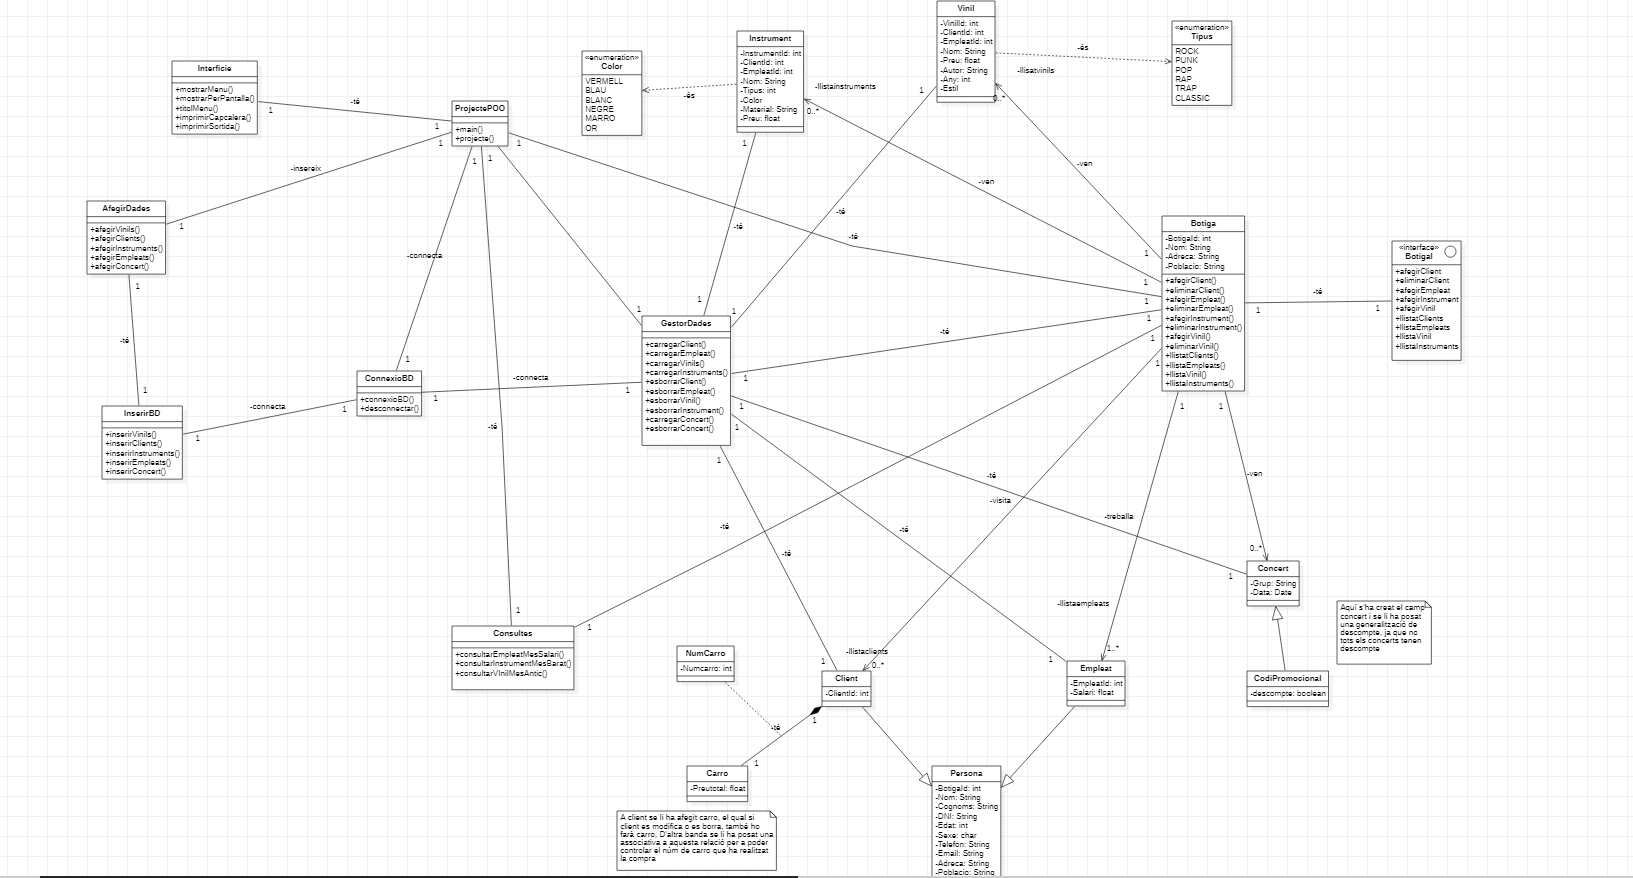 Vinil
-VinilId: int
-ClientId: int
-EmpleatId: int
-Nom: String
-Preu: float
-Autor: String
-Any: int
-Estil
«enumeration»
Tipus
ROCK
PUNK
POP
RAP
TRAP
CLASSIC
-és
-llisatvinils
0..*
1
Instrument
-InstrumentId: int
-ClientId: int
-EmpleatId: int
-Nom: String
-Tipus: int
-Color
-Material: String
-Preu: float
-llistainstruments
0..*
1
«enumeration»
Color
VERMELL
BLAU
BLANC
NEGRE
MARRO
OR
-és
Interficie
+mostrarMenu()
+mostrarPerPantalla()
+titolMenu()
+imprimirCapcalera()
+imprimirSortida()
-té
1
1
ProjectePOO
+main()
+projecte()
1
1
1
1
-insereix
-ven
-ven
AfegirDades
+afegirVinils()
+afegirClients()
+afegirInstruments()
+afegirEmpleats()
+afegirConcert()
1
1
-té
1
-connecta
1
-té
-té
-té
1
1
1
Botiga
-BotigaId: int
-Nom: String
-Adreca: String
-Poblacio: String
+afegirClient()
+eliminarClient()
+afegirEmpeat()
+eliminarEmpeat()
+afegirInstrument()
+eliminarInstrument()
+afegirVinil()
+eliminarVinil()
+llistatClients()
+llistaEmpleats()
+llistaVinil()
+llistaInstruments()
1
1
1
1
1
1
1
1
1
-té
1
«interface»
BotigaI
+afegirClient
+eliminarClient
+afegirEmpleat
+afegirInstrument
+afegirVinil
+llistatClients
+llistaEmpleats
+llistaVinil
+llistaInstruments
GestorDades
+carregarClient()
+carregarEmpeat()
+carregarVinils()
+carregarInstruments()
+esborrarClient()
+esborrarEmpleat()
+esborrarVinil()
+esborrarInstrument()
+carregarConcert()
+esborrarConcert()
-té
1
1
1
1
1
-connecta
ConnexioBD
+connexioBD()
+desconnectar()
1
1
-connecta
1
InserirBD
+inserirVinils()
+inserirClients()
+inserirInstruments()
+inserirEmpleats()
+inserirConcert()
-té
-té
-té
-té
-té
-visita
-treballa
-ven
0..*
1
Concert
-Grup: String
-Data: Date
Aquí s'ha creat el camp
concert i se li ha posat
una generalització de
descompte, ja que no
tots els concerts tenen
descompte
CodiPromocional
-descompte: boolean
1
1
Consultes
+consultarEmpleatMesSalari()
+consultarInstrumentMesBarat()
+consultarVInilMesAntic()
-llistaempleats
1..*
1
Empleat
-EmpleatId: int
-Salari: float
-llistaclients
0..*
1
Client
-ClientId: int
NumCarro
-Numcarro: int
-té
1
1
Carro
-Preutotal: float
A client se li ha afegit carro, el qual si
client es modifica o es borra, també ho
farà carro, D'altra banda se li ha posat una
associativa a aquesta relació per a poder
controlar el núm de carro que ha realitzat
la compra
Persona
-BotigaId: int
-Nom: String
-Cognoms: String
-DNI: String
-Edat: int
-Sexe: char
-Telefon: String
-Email: String
-Adreca: String
-Poblacio: String